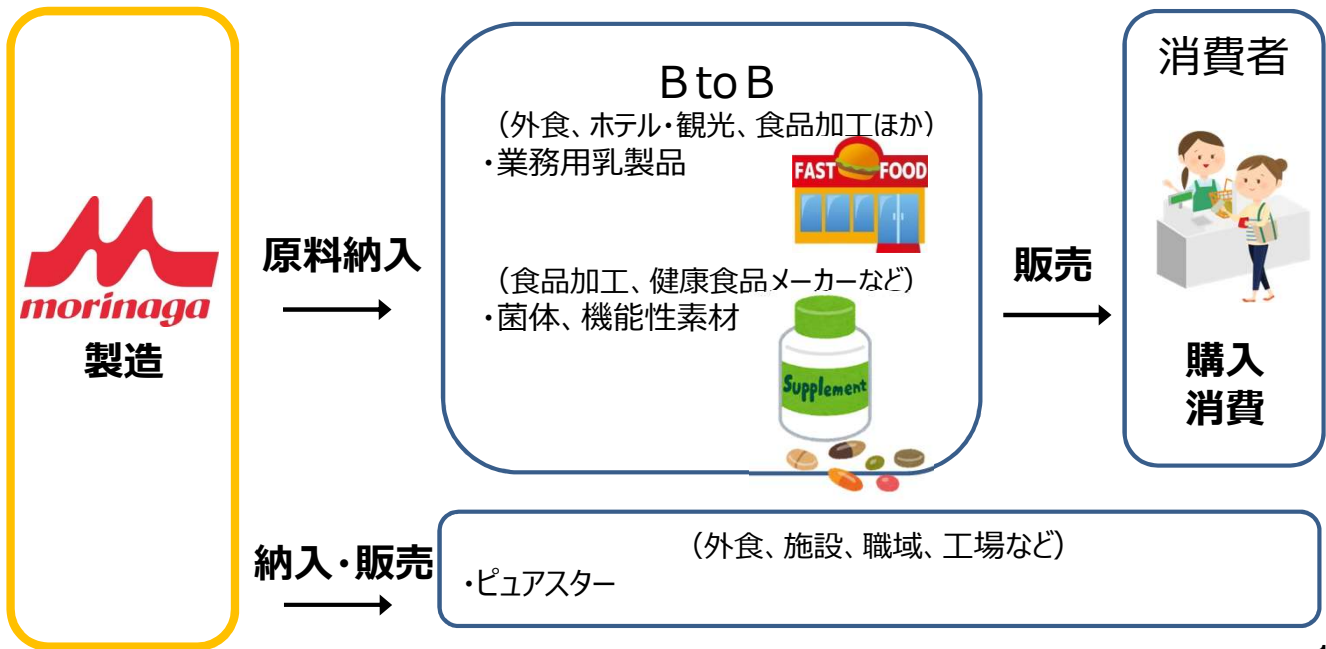 morinaga
製造
原料納入
BtoB
（外食、ホテル・観光、食品加工ほか）
・業務用乳製品
FAST FOOD
（食品加工、健康食品メーカーなど）
・菌体、機能性素材
Supplement
販売
消費者
購入
消費
納入・販売
（外食、施設、職域、工場など）
・ピュアスター